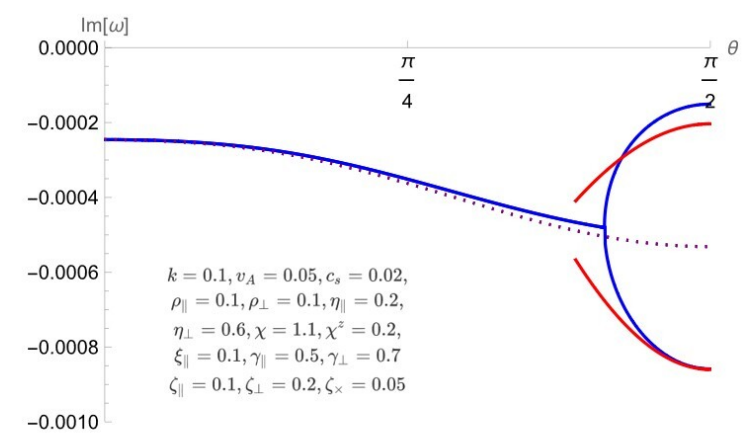 Im[ω]
0.0000
θ
π/4
π/2
−0.0002
−0.0004
−0.0006
−0.0008
−0.0010
k = 0.1, v_A = 0.05, c_s = 0.02,
ρ_∥ = 0.1, ρ_⊥ = 0.1, η_∥ = 0.2,
η_⊥ = 0.6, χ = 1.1, χ^z = 0.2,
ξ_∥ = 0.1, γ_∥ = 0.5, γ_⊥ = 0.7
ζ_∥ = 0.1, ζ_⊥ = 0.2, ζ_× = 0.05